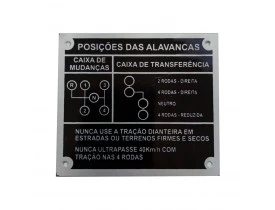 POSIÇÕES DAS ALAVANCAS
CAIXA DE
MUDANÇAS
CAIXA DE TRANSFERÊNCIA
R 1 3
N
2 4
2 RODAS - DIREITA
4 RODAS - DIREITA
NEUTRO
4 RODAS - REDUZIDA
NUNCA USE A TRAÇÃO DIANTEIRA EM
ESTRADAS OU TERRENOS FIRMES E SECOS
NUNCA ULTRAPASSE 40Km/h COM
TRAÇÃO NAS 4 RODAS